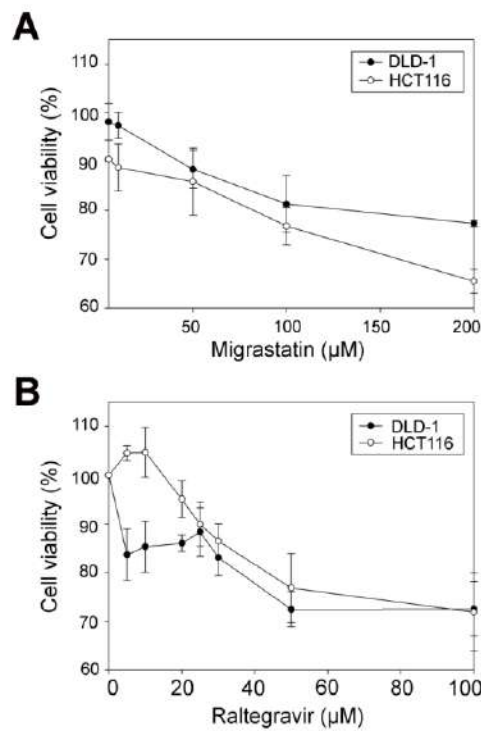 A
DLD-1
HCT116
110
100
90
80
70
60
Cell viability (%)
50
100
150
200
Migrastatin (µM)
B
DLD-1
HCT116
110
100
90
80
70
60
Cell viability (%)
0
20
40
60
80
100
Raltegravir (µM)